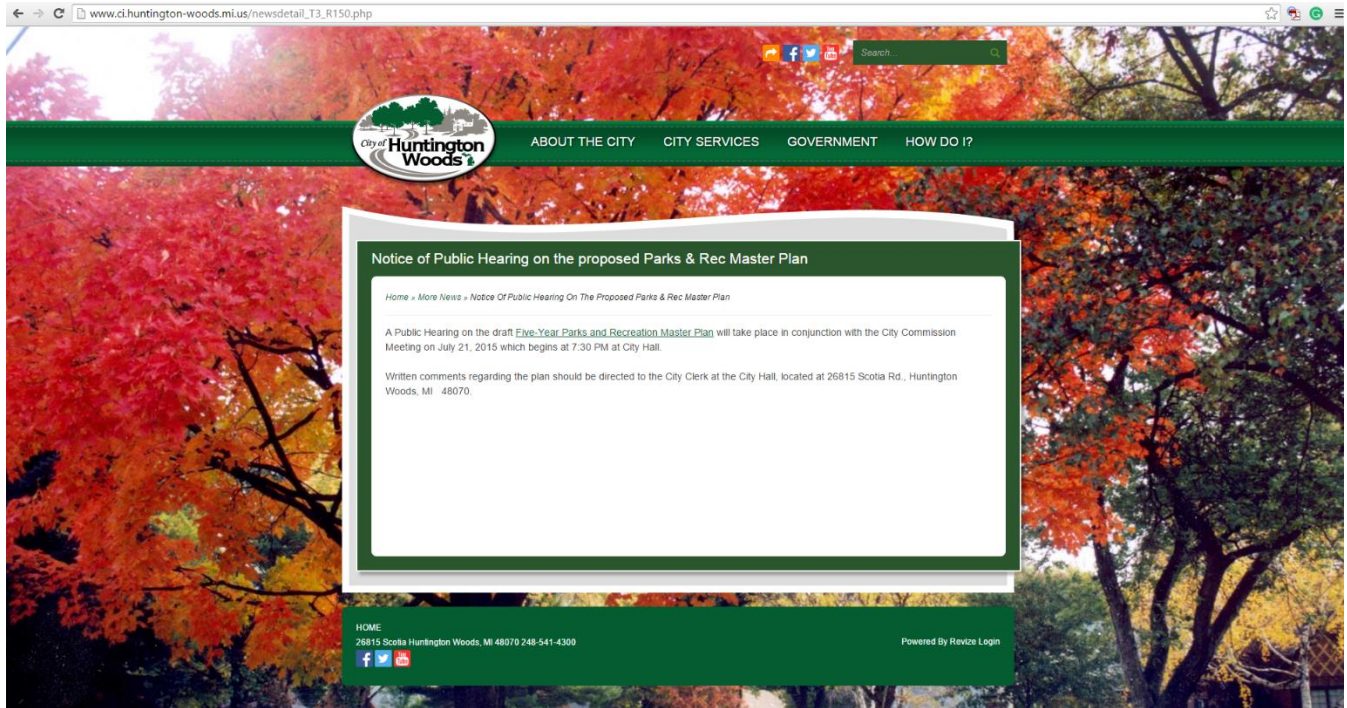 www.ci.huntington-woods.mi.us/newsdetail_T3_R150.php
Search...
City of Huntington
Woods
ABOUT THE CITY CITY SERVICES GOVERNMENT HOW DO I?
Notice of Public Hearing on the proposed Parks & Rec Master Plan
Home » More News » Notice Of Public Hearing On The Proposed Parks & Rec Master Plan
A Public Hearing on the draft Five-Year Parks and Recreation Master Plan will take place in conjunction with the City Commission
Meeting on July 21, 2015 which begins at 7:30 PM at City Hall.
Written comments regarding the plan should be directed to the City Clerk at the City Hall, located at 26815 Scotia Rd., Huntington
Woods, MI 48070.
HOME
26815 Scotia Huntington Woods, MI 48070 248-541-4300
Powered By Revize Login